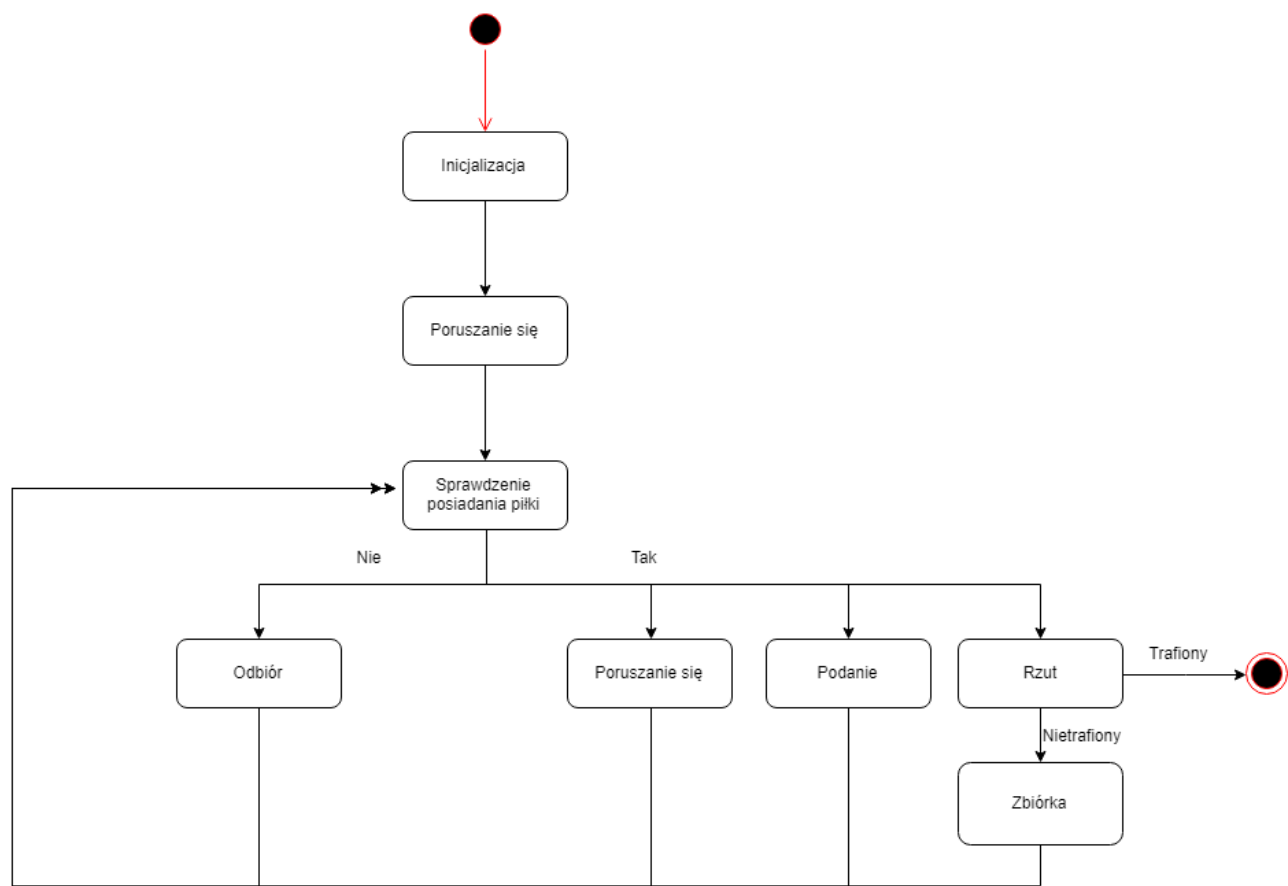 Inicjalizacja
Poruszanie się
Sprawdzenie
posiadania piłki
Nie
Tak
Odbiór
Poruszanie się
Podanie
Rzut
Trafiony
Nietrafiony
Zbiórka